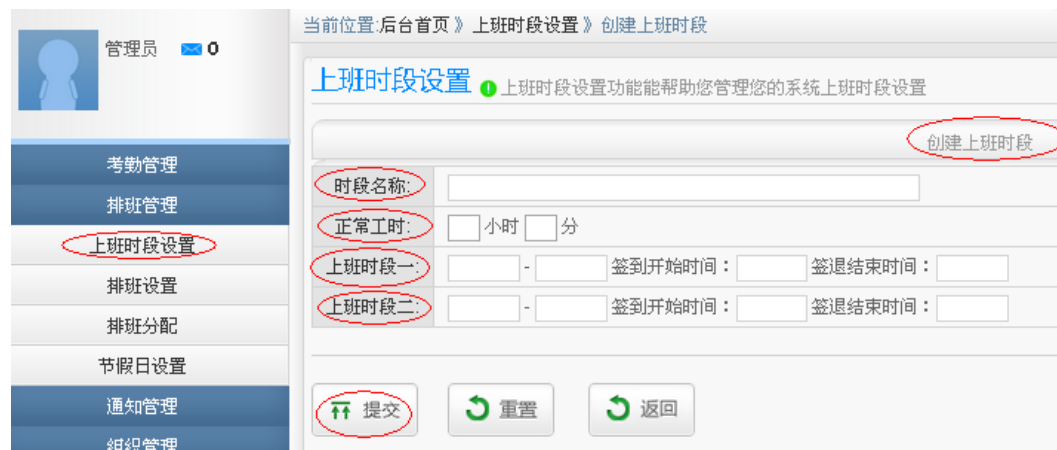 当前位置:后台首页 》 上班时段设置 》 创建上班时段
管理员 0
上班时段设置 上班时段设置功能能帮助您管理您的系统上班时段设置
创建上班时段
考勤管理
排班管理
上班时段设置
排班设置
排班分配
节假日设置
通知管理
组织管理
时段名称:
正常工时: 小时 分
上班时段一: - 签到开始时间： 签退结束时间：
上班时段二: - 签到开始时间： 签退结束时间：
提交 重置 返回